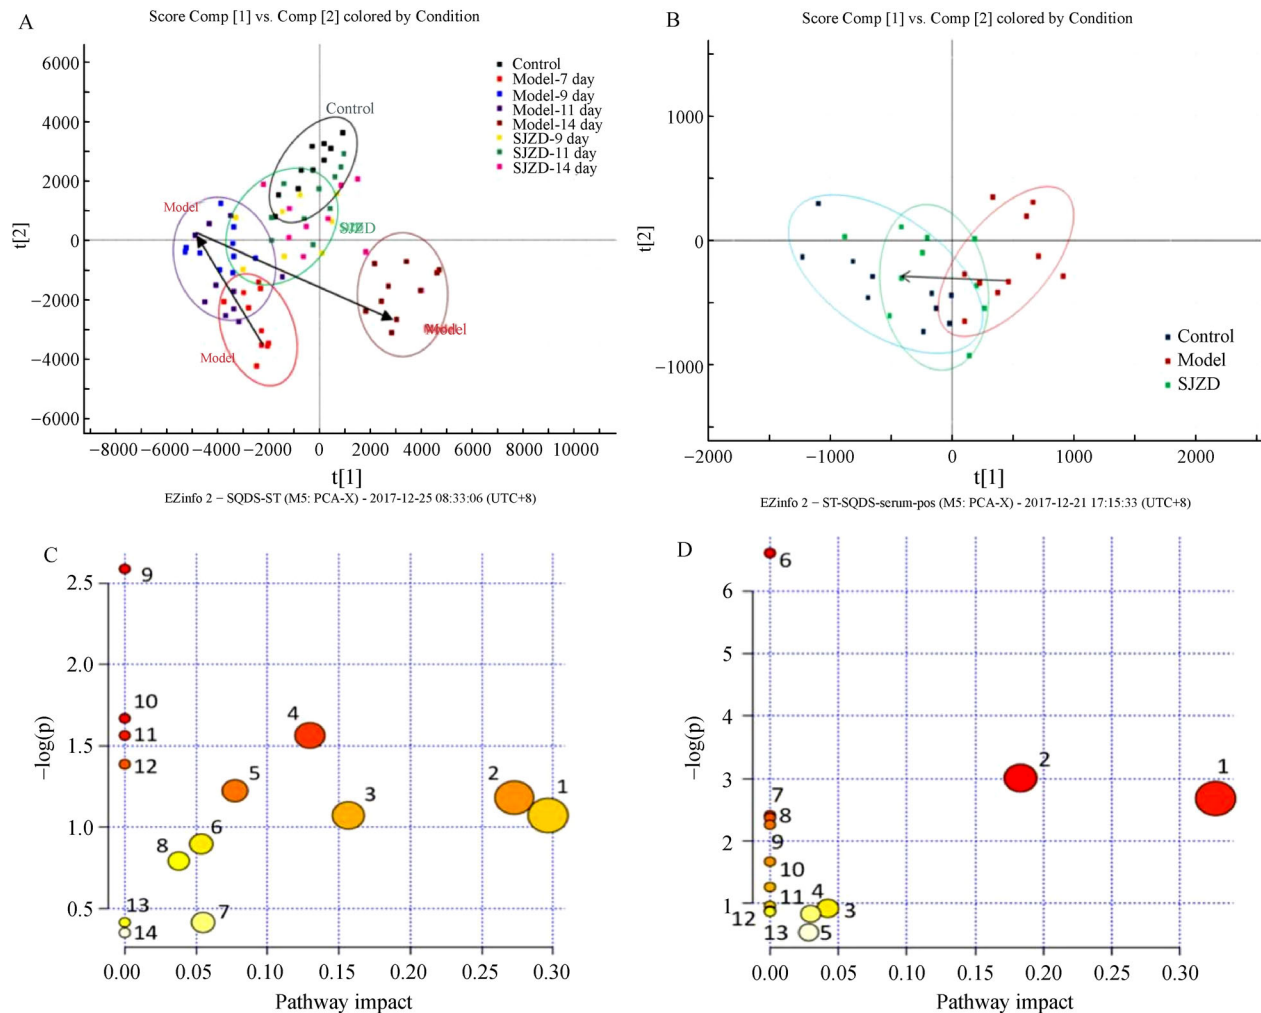 A
Score Comp [1] vs. Comp [2] colored by Condition
6000
4000
2000
0
−2000
−4000
−6000
t[2]
−8000 −6000 −4000 −2000 0 2000 4000 6000 8000 10000
t[1]
Control
Model-7 day
Model-9 day
Model-11 day
Model-14 day
SJZD-9 day
SJZD-11 day
SJZD-14 day
Control
Model
SJZD
Model
Model
EZinfo 2 − SQDS-ST (M5: PCA-X) - 2017-12-25 08:33:06 (UTC+8)
B
Score Comp [1] vs. Comp [2] colored by Condition
1000
0
−1000
t[2]
−2000 −1000 0 1000 2000
t[1]
Control
Model
SJZD
EZinfo 2 − ST-SQDS-serum-pos (M5: PCA-X) - 2017-12-21 17:15:33 (UTC+8)
C
2.5
2.0
1.5
1.0
0.5
−log(p)
9
10
11
12
4
5
2
1
3
6
8
7
13
14
0.00 0.05 0.10 0.15 0.20 0.25 0.30
Pathway impact
D
6
5
4
3
2
1
−log(p)
6
2
1
7
8
9
10
11
4
3
12
13
5
0.00 0.05 0.10 0.15 0.20 0.25 0.30
Pathway impact